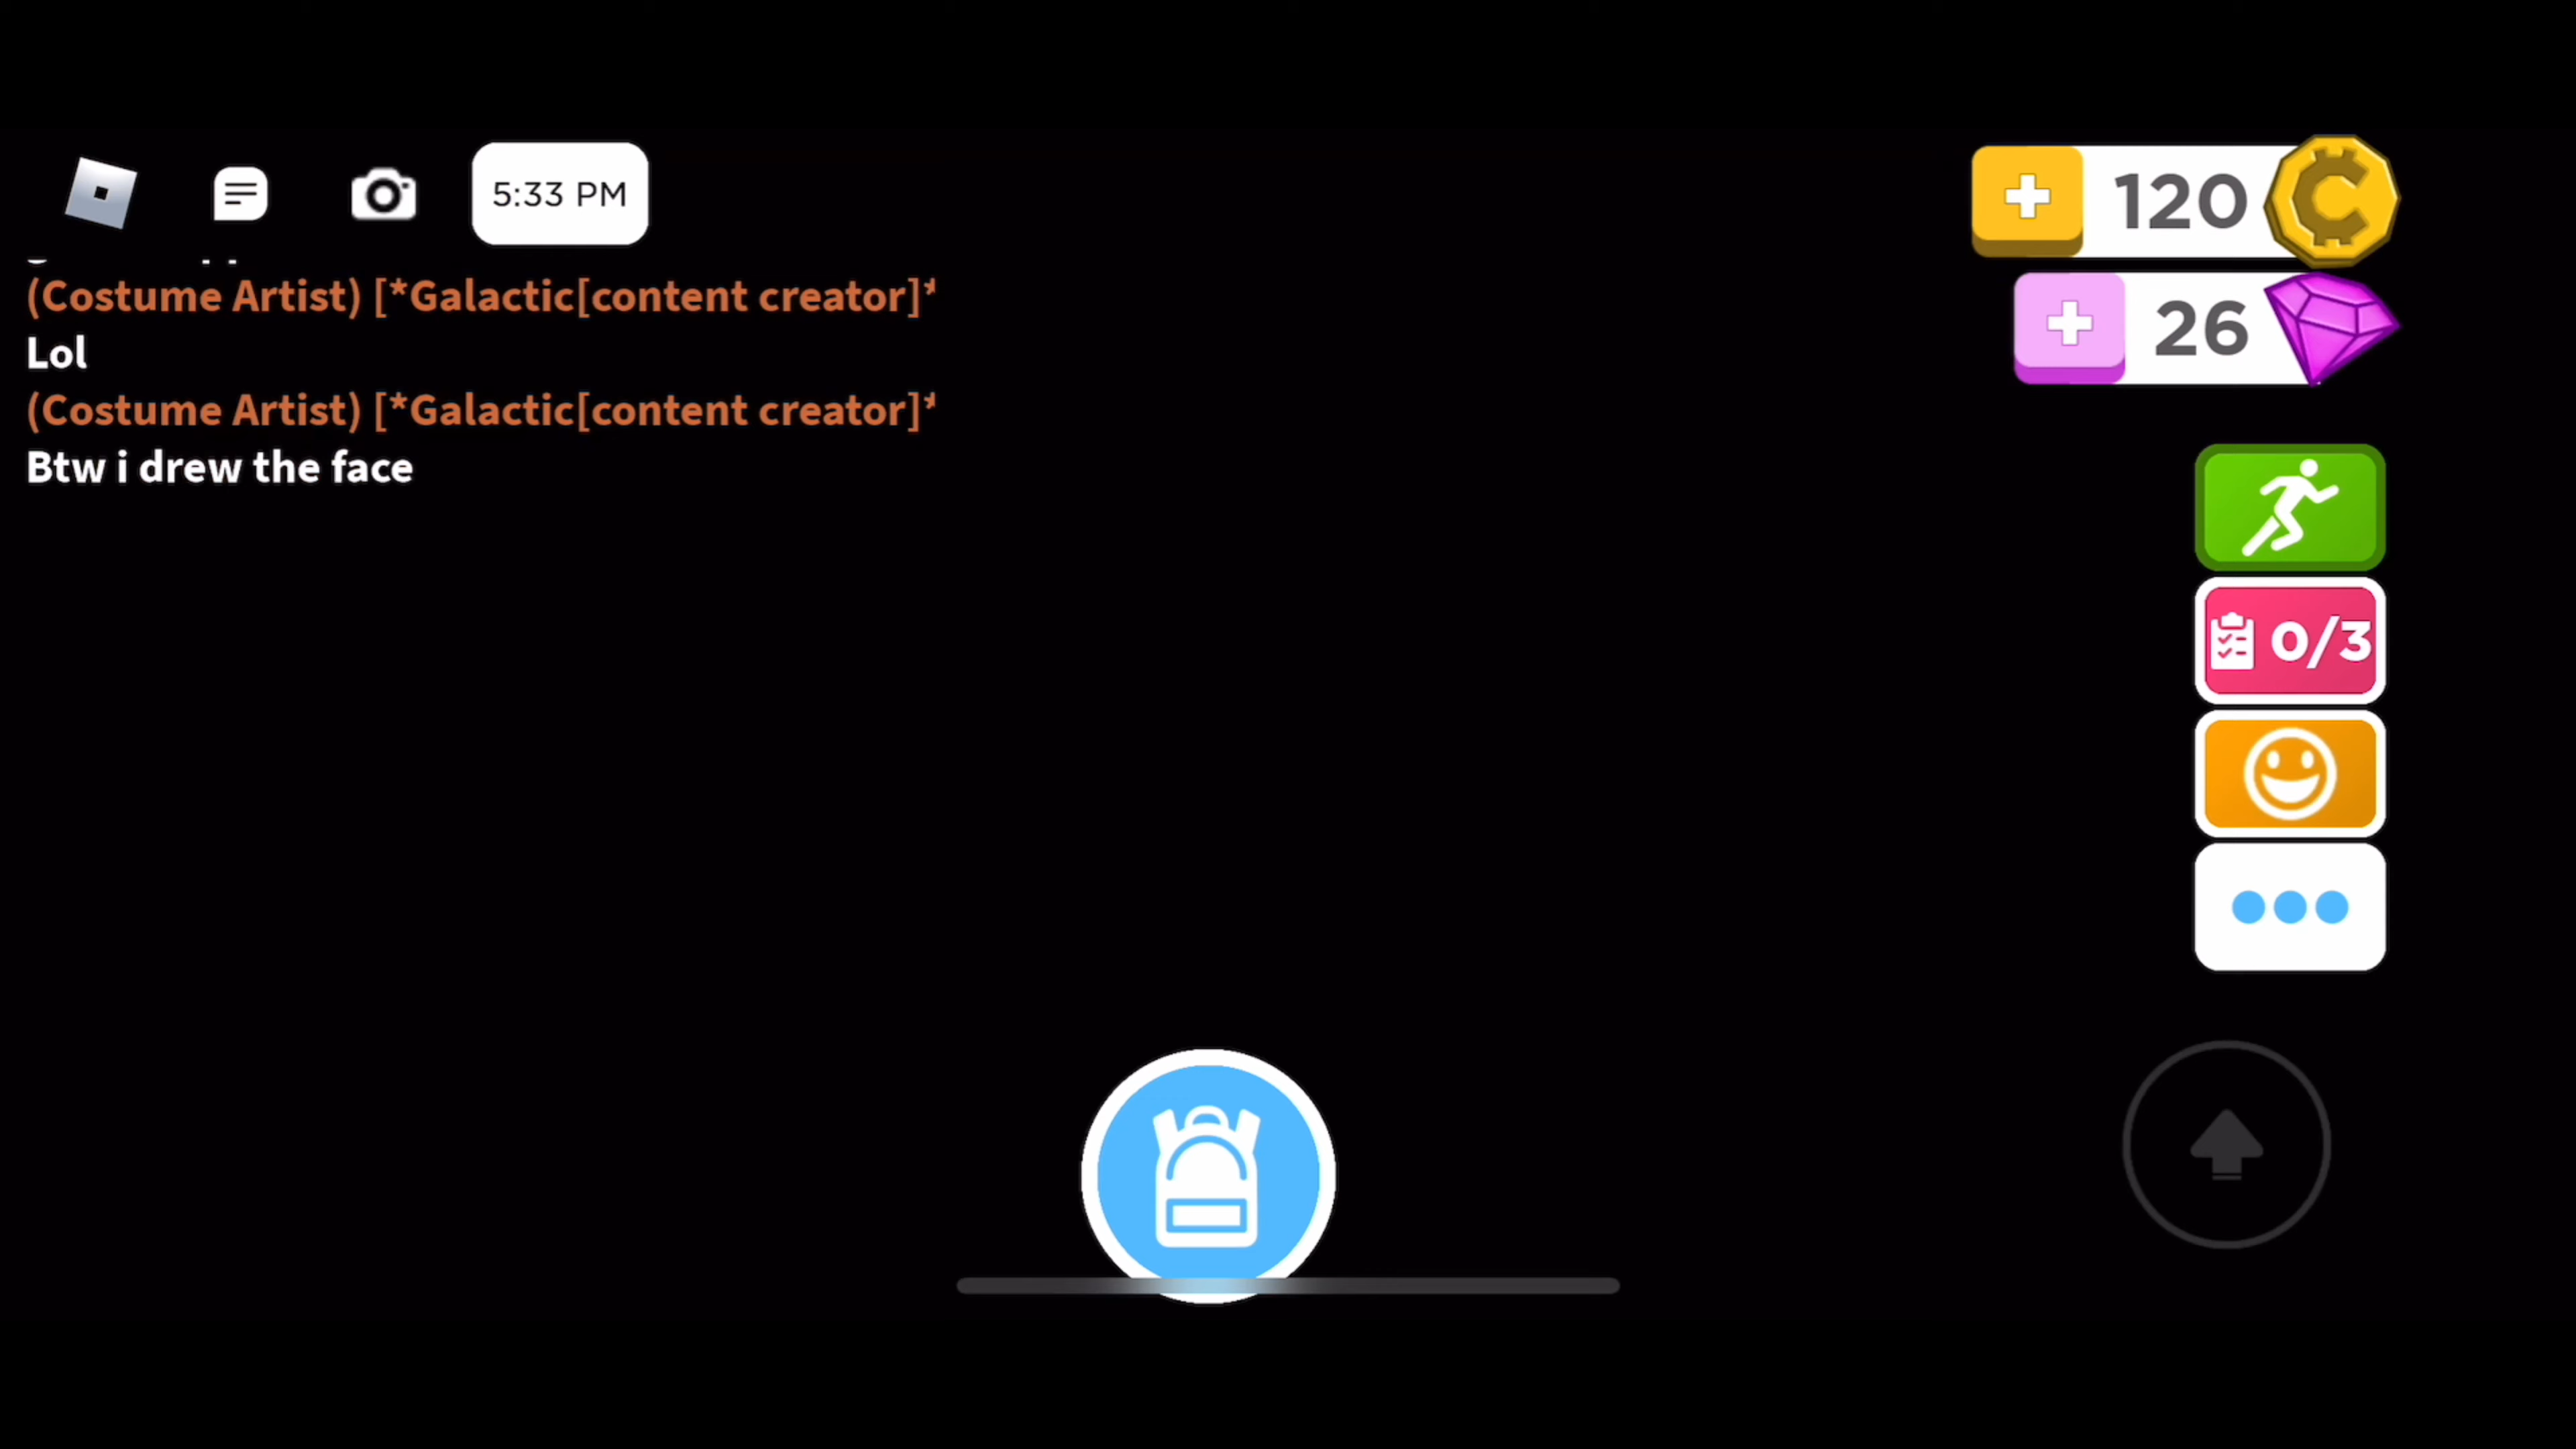 5:33 PM
120
26
(Costume Artist) [*Galactic[content creator]*
Lol
(Costume Artist) [*Galactic[content creator]*
Btw i drew the face
0/3